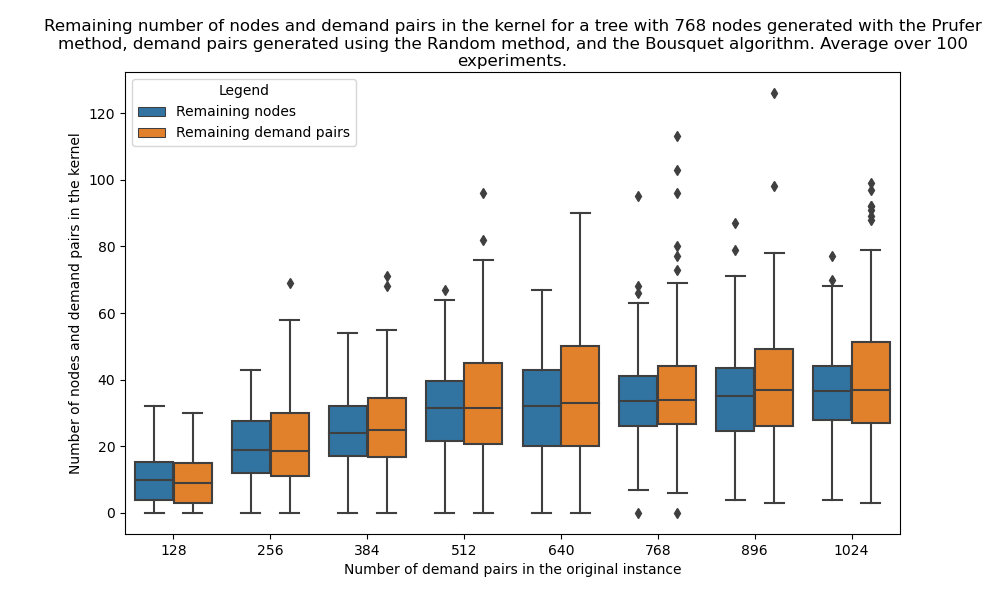 Remaining number of nodes and demand pairs in the kernel for a tree with 768 nodes generated with the Prufer
method, demand pairs generated using the Random method, and the Bousquet algorithm. Average over 100
experiments.
Legend
Remaining nodes
Remaining demand pairs
Number of nodes and demand pairs in the kernel
120
100
80
60
40
20
0
128 256 384 512 640 768 896 1024
Number of demand pairs in the original instance